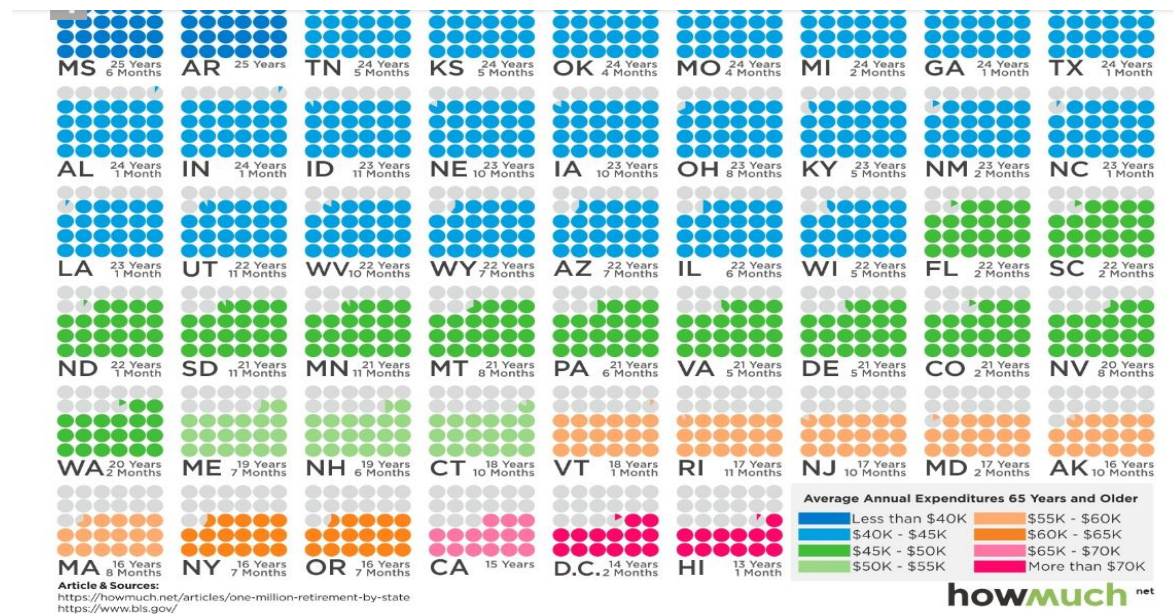 MS 25 Years 6 Months
AR 25 Years
TN 24 Years 5 Months
KS 24 Years 5 Months
OK 24 Years 4 Months
MO 24 Years 4 Months
MI 24 Years 2 Months
GA 24 Years 1 Month
TX 24 Years 1 Month
AL 24 Years 1 Month
IN 24 Years 1 Month
ID 23 Years 11 Months
NE 23 Years 10 Months
IA 23 Years 10 Months
OH 23 Years 8 Months
KY 23 Years 5 Months
NM 23 Years 2 Months
NC 23 Years 1 Month
LA 23 Years 1 Month
UT 22 Years 11 Months
WV 22 Years 10 Months
WY 22 Years 7 Months
AZ 22 Years 7 Months
IL 22 Years 6 Months
WI 22 Years 5 Months
FL 22 Years 2 Months
SC 22 Years 2 Months
ND 22 Years 1 Month
SD 21 Years 11 Months
MN 21 Years 11 Months
MT 21 Years 8 Months
PA 21 Years 6 Months
VA 21 Years 5 Months
DE 21 Years 5 Months
CO 21 Years 2 Months
NV 20 Years 8 Months
WA 20 Years 2 Months
ME 19 Years 7 Months
NH 19 Years 6 Months
CT 18 Years 10 Months
VT 18 Years 1 Month
RI 17 Years 11 Months
NJ 17 Years 10 Months
MD 17 Years 2 Months
AK 16 Years 10 Months
MA 16 Years 8 Months
NY 16 Years 7 Months
OR 16 Years 7 Months
CA 15 Years
D.C. 14 Years 2 Months
HI 13 Years 1 Month
Average Annual Expenditures 65 Years and Older
Less than $40K
$40K - $45K
$45K - $50K
$50K - $55K
$55K - $60K
$60K - $65K
$65K - $70K
More than $70K
Article & Sources:
https://howmuch.net/articles/one-million-retirement-by-state
https://www.bls.gov/
howmuch net